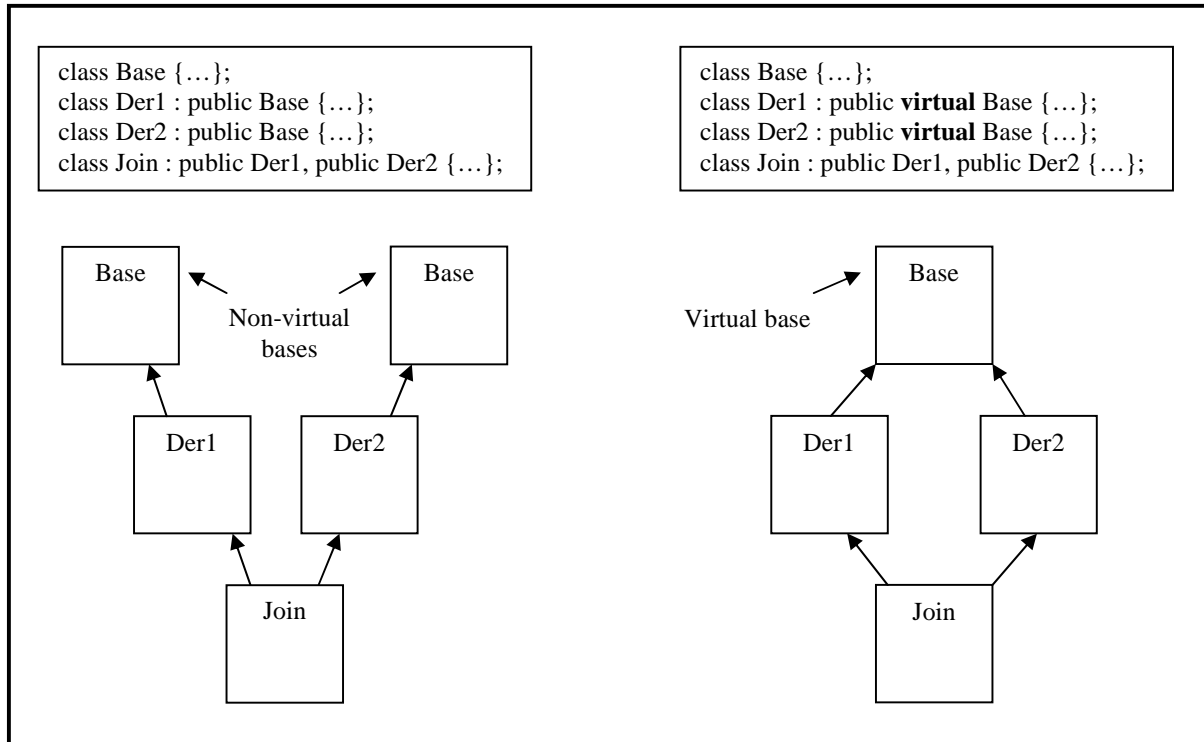 class Base {…};
class Der1 : public Base {…};
class Der2 : public Base {…};
class Join : public Der1, public Der2 {…};
Base
Base
Non-virtual
bases
Der1
Der2
Join
class Base {…};
class Der1 : public virtual Base {…};
class Der2 : public virtual Base {…};
class Join : public Der1, public Der2 {…};
Base
Virtual base
Der1
Der2
Join